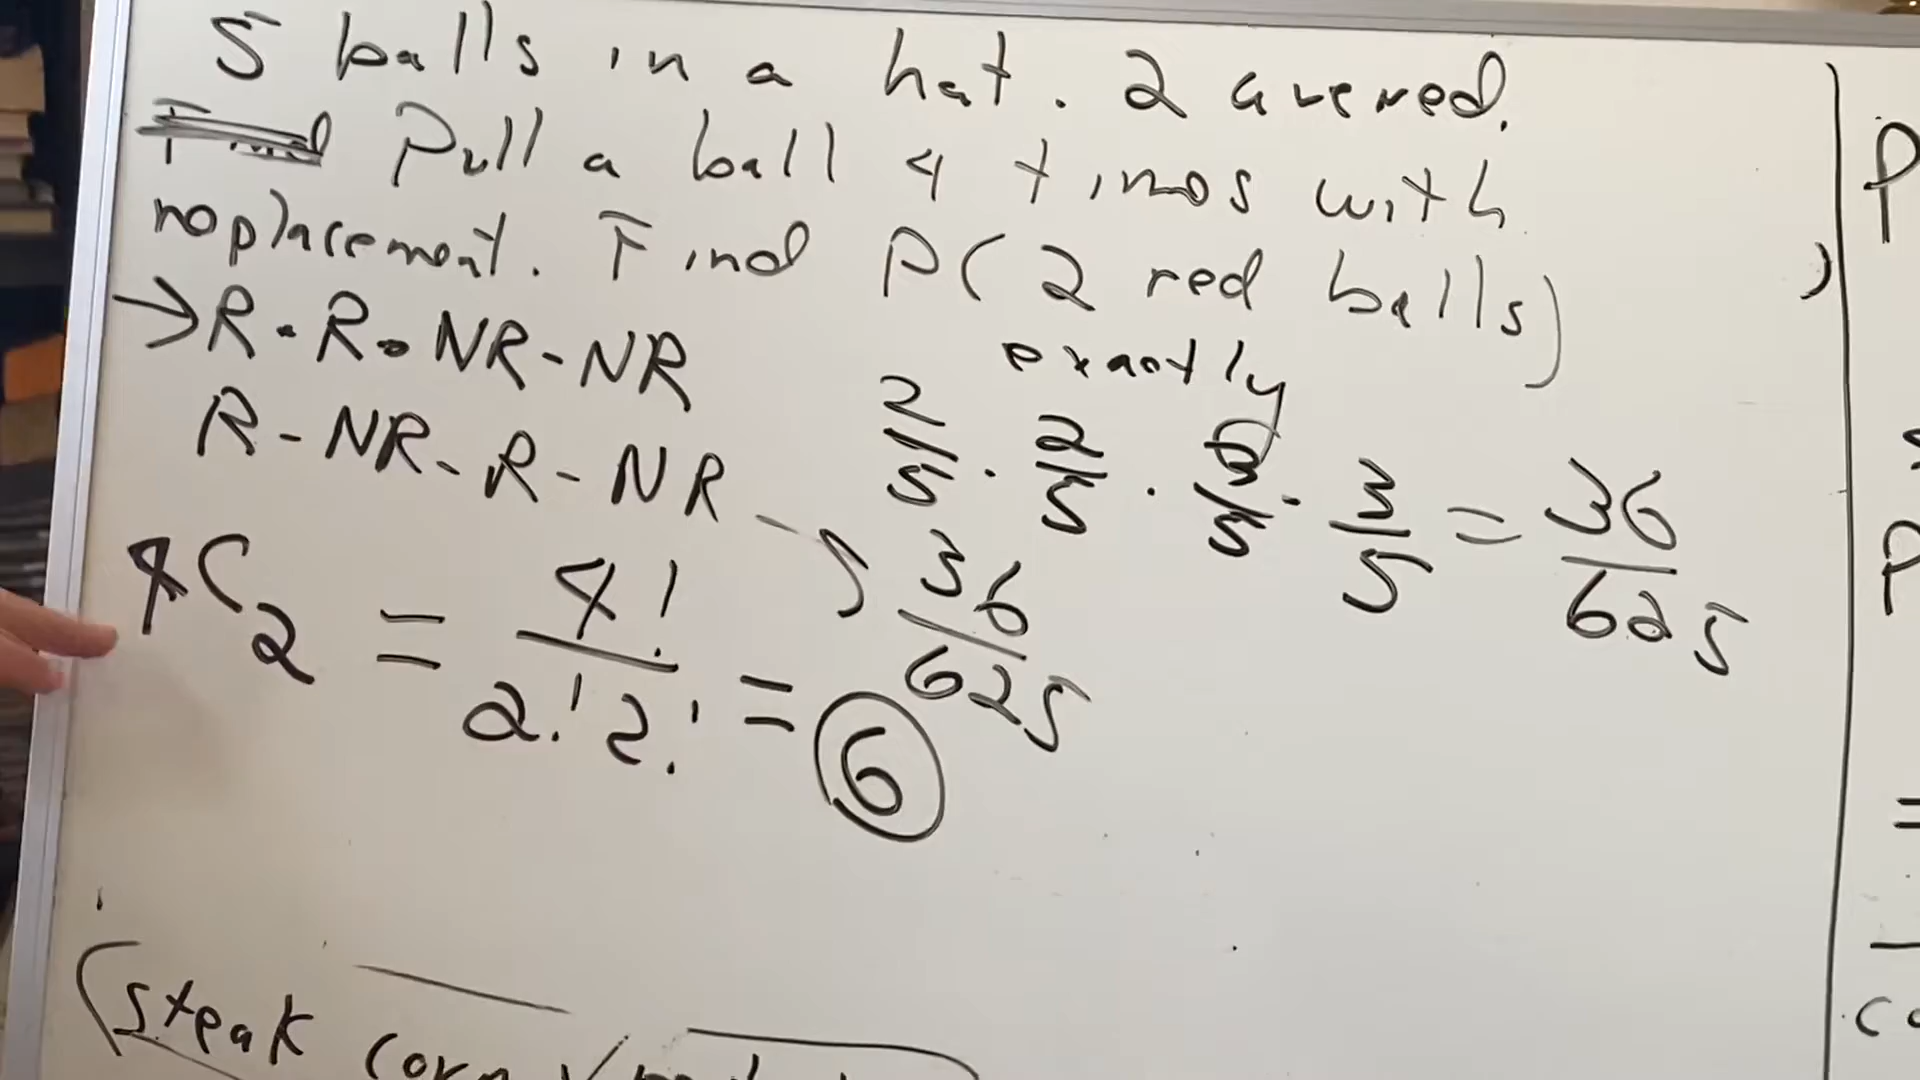 5 balls in a hat. 2 are red.
Find Pull a ball 4 times with
replacement. Find P(2 red balls)
exactly
→ R - R - NR - NR
R - NR - R - NR → 36/625
2/5 · 2/5 · 3/5 · 3/5 = 36/625
4C2 = 4!/2!2! = 6
(steak corn
P
P
=